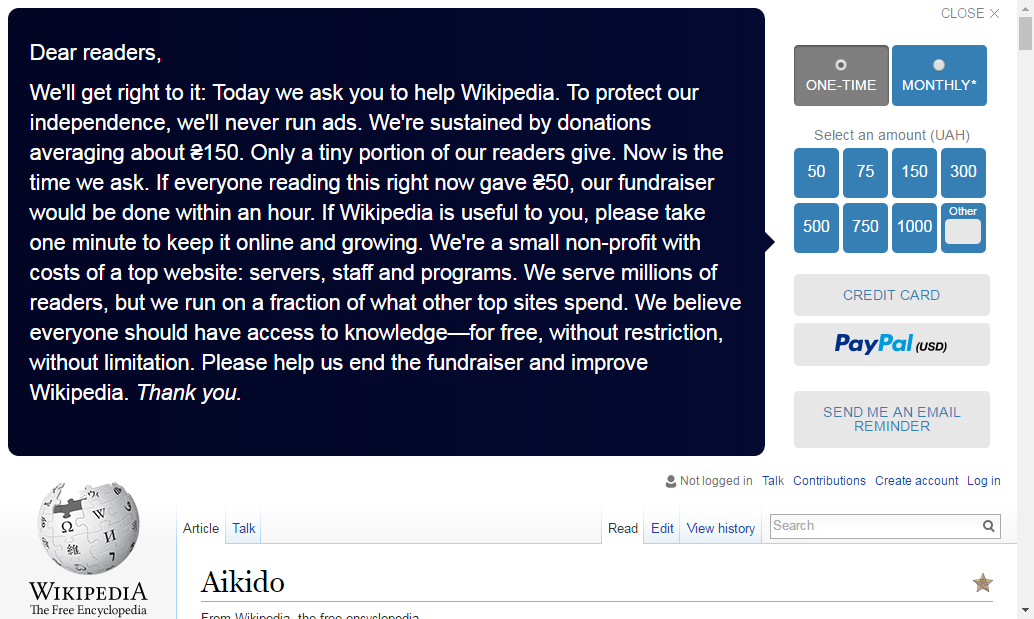 CLOSE
Dear readers,
We'll get right to it: Today we ask you to help Wikipedia. To protect our
independence, we'll never run ads. We're sustained by donations
averaging about ₴150. Only a tiny portion of our readers give. Now is the
time we ask. If everyone reading this right now gave ₴50, our fundraiser
would be done within an hour. If Wikipedia is useful to you, please take
one minute to keep it online and growing. We're a small non-profit with
costs of a top website: servers, staff and programs. We serve millions of
readers, but we run on a fraction of what other top sites spend. We believe
everyone should have access to knowledge—for free, without restriction,
without limitation. Please help us end the fundraiser and improve
Wikipedia. Thank you.
ONE-TIME MONTHLY*
Select an amount (UAH)
50 75 150 300
500 750 1000 Other
CREDIT CARD
PayPal (USD)
SEND ME AN EMAIL
REMINDER
Not logged in Talk Contributions Create account Log in
Article Talk Read Edit View history Search
Ω W
維 И
WIKIPEDIA
The Free Encyclopedia
Aikido
From Wikipedia, the free encyclopedia